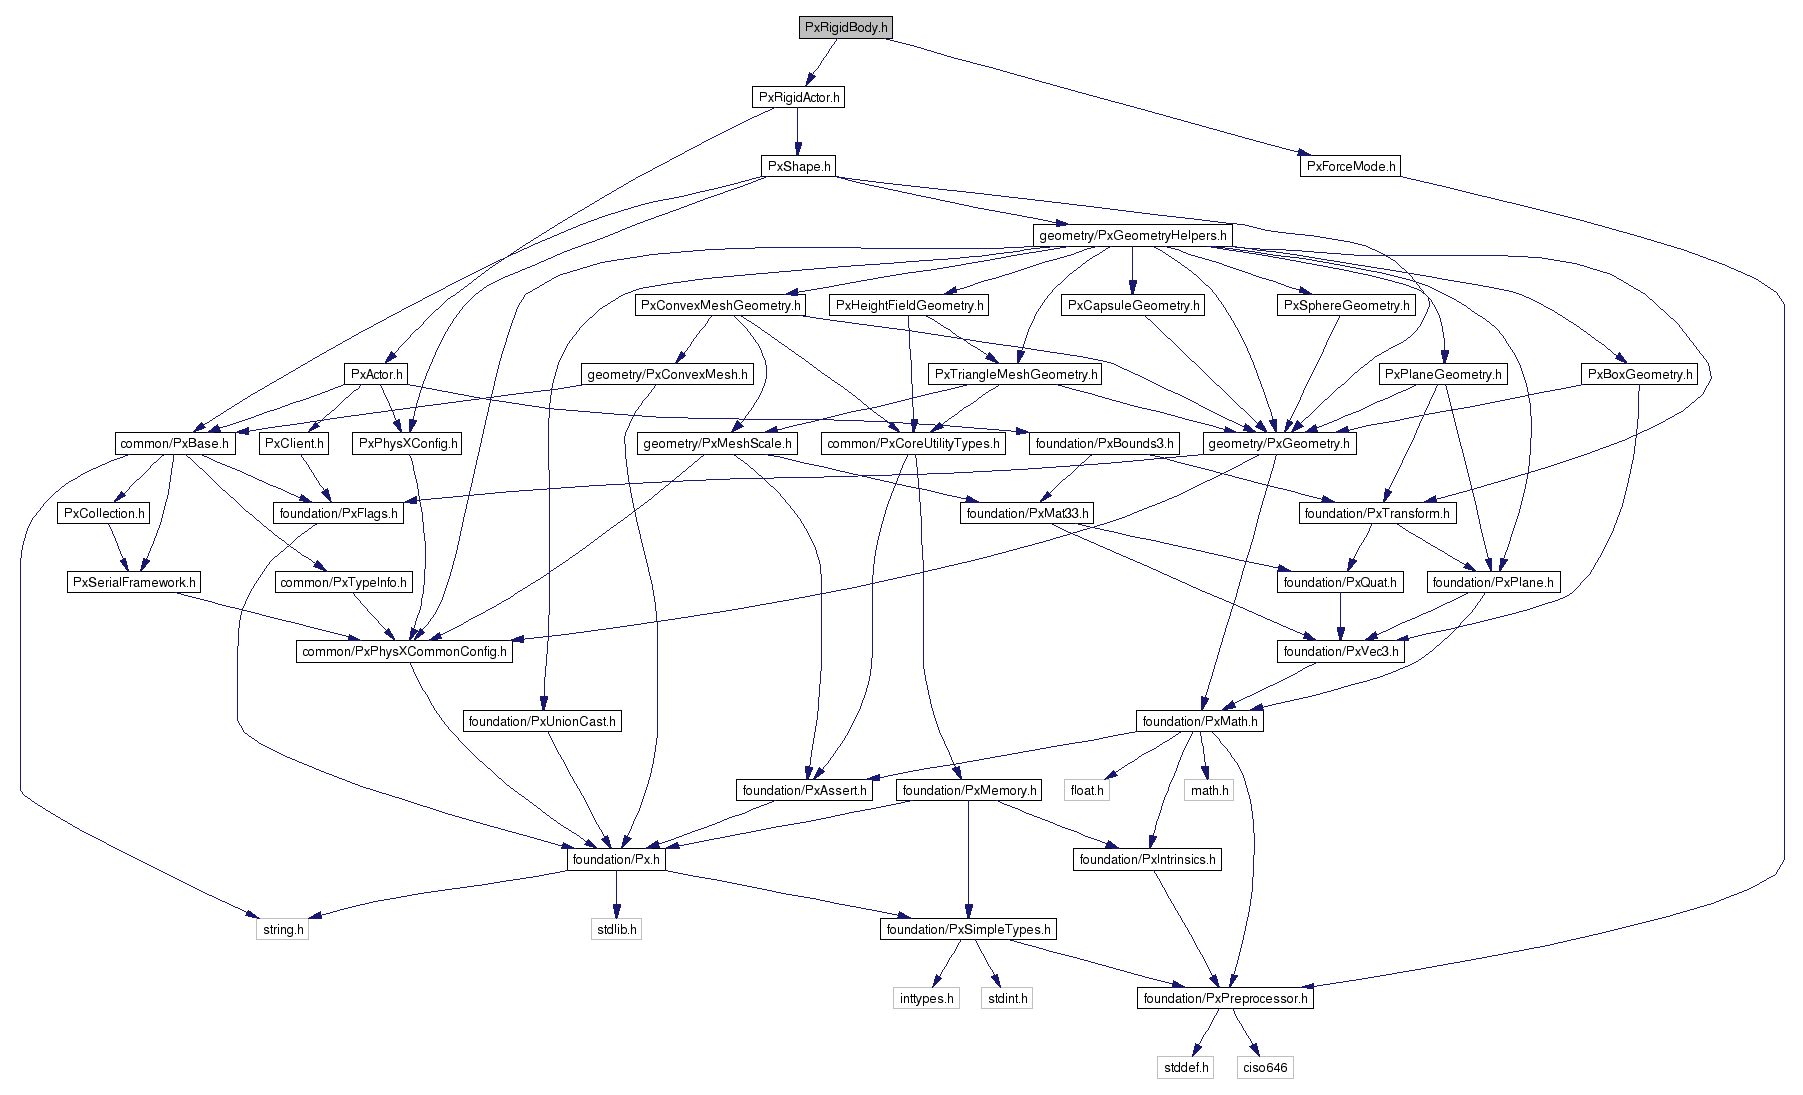 PxRigidBody.h
PxRigidActor.h
PxShape.h
PxForceMode.h
geometry/PxGeometryHelpers.h
PxConvexMeshGeometry.h
PxHeightFieldGeometry.h
PxCapsuleGeometry.h
PxSphereGeometry.h
PxActor.h
geometry/PxConvexMesh.h
PxTriangleMeshGeometry.h
PxPlaneGeometry.h
PxBoxGeometry.h
common/PxBase.h
PxClient.h
PxPhysXConfig.h
geometry/PxMeshScale.h
common/PxCoreUtilityTypes.h
foundation/PxBounds3.h
geometry/PxGeometry.h
PxCollection.h
foundation/PxFlags.h
foundation/PxMat33.h
foundation/PxTransform.h
PxSerialFramework.h
common/PxTypeInfo.h
foundation/PxQuat.h
foundation/PxPlane.h
common/PxPhysXCommonConfig.h
foundation/PxVec3.h
foundation/PxUnionCast.h
foundation/PxMath.h
foundation/PxAssert.h
foundation/PxMemory.h
float.h
math.h
foundation/Px.h
foundation/PxIntrinsics.h
string.h
stdlib.h
foundation/PxSimpleTypes.h
inttypes.h
stdint.h
foundation/PxPreprocessor.h
stddef.h
ciso646